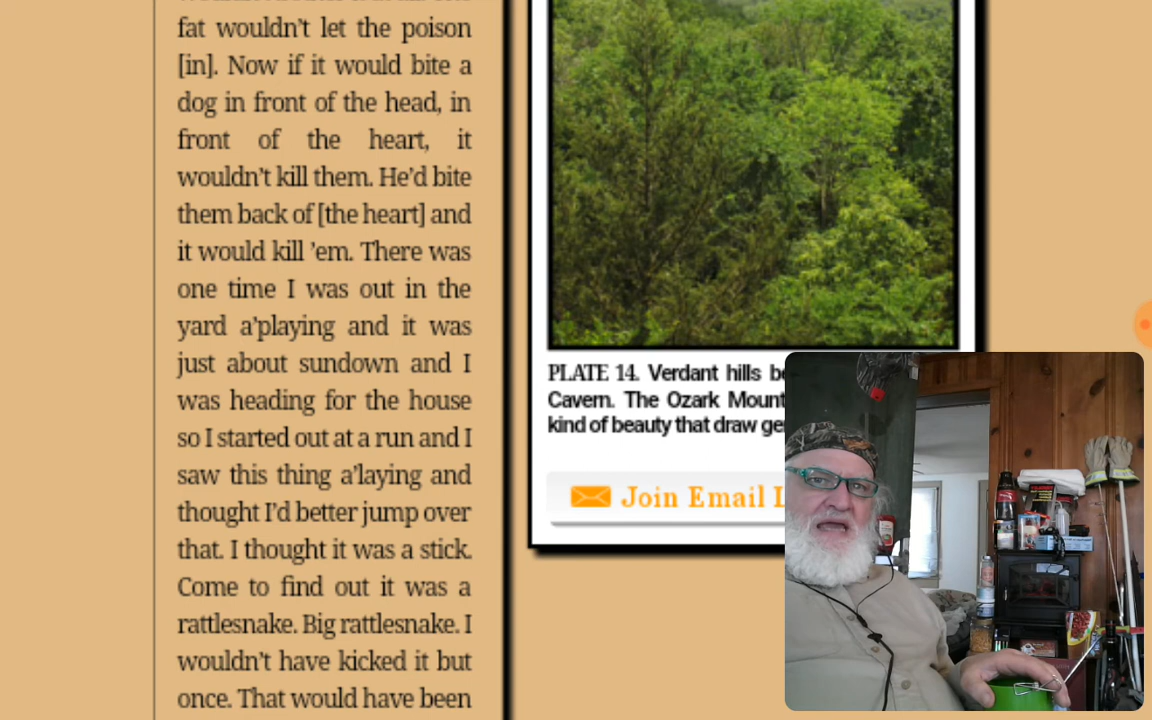 fat wouldn’t let the poison
[in]. Now if it would bite a
dog in front of the head, in
front of the heart, it
wouldn’t kill them. He’d bite
them back of [the heart] and
it would kill ’em. There was
one time I was out in the
yard a’playing and it was
just about sundown and I
was heading for the house
so I started out at a run and I
saw this thing a’laying and
thought I’d better jump over
that. I thought it was a stick.
Come to find out it was a
rattlesnake. Big rattlesnake. I
wouldn’t have kicked it but
once. That would have been
PLATE 14. Verdant hills
Cavern. The Ozark Mount
kind of beauty that draw
Join Email